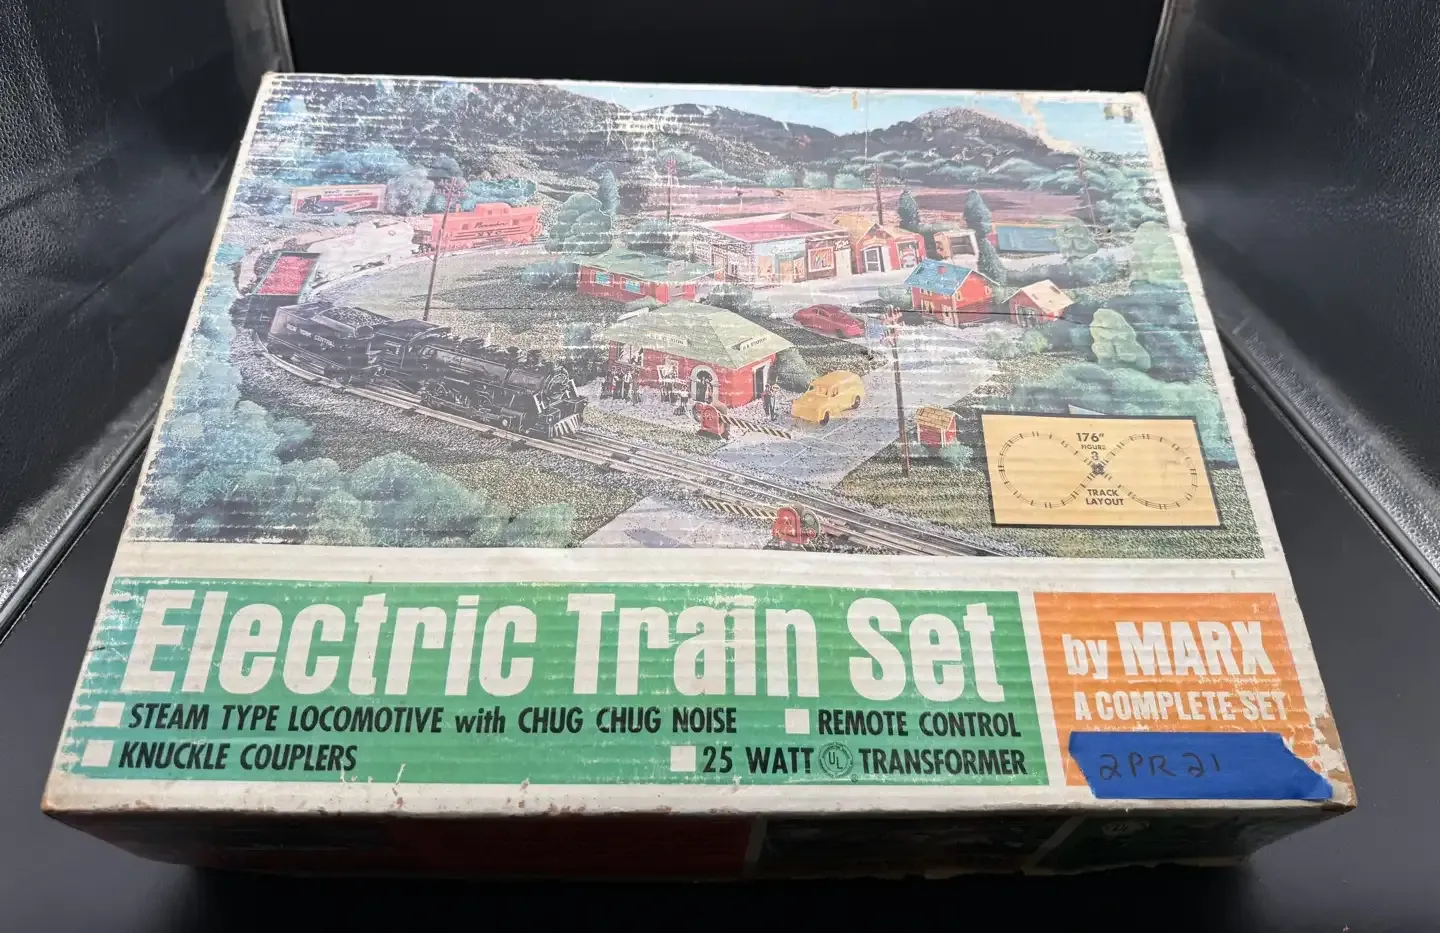 176"
FIGURE
8
TRACK
LAYOUT
Electric Train Set
by MARX
A COMPLETE SET
STEAM TYPE LOCOMOTIVE with CHUG CHUG NOISE
REMOTE CONTROL
KNUCKLE COUPLERS
25 WATT UL TRANSFORMER
2PR21